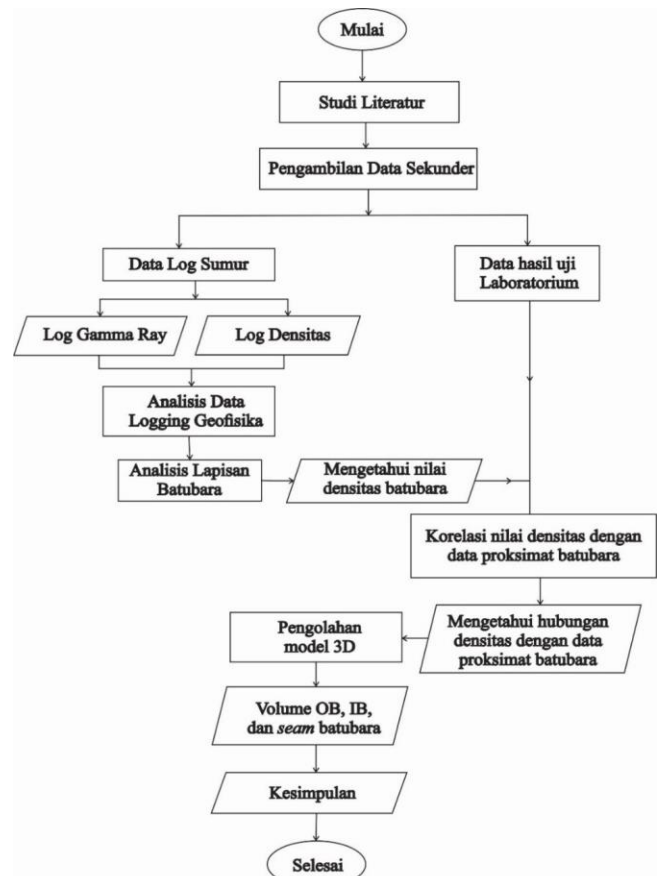 Mulai
Studi Literatur
Pengambilan Data Sekunder
Data Log Sumur
Data hasil uji
Laboratorium
Log Gamma Ray
Log Densitas
Analisis Data
Logging Geofisika
Analisis Lapisan
Batubara
Mengetahui nilai
densitas batubara
Korelasi nilai densitas dengan
data proksimat batubara
Mengetahui hubungan
densitas dengan data
proksimat batubara
Pengolahan
model 3D
Volume OB, IB,
dan seam batubara
Kesimpulan
Selesai